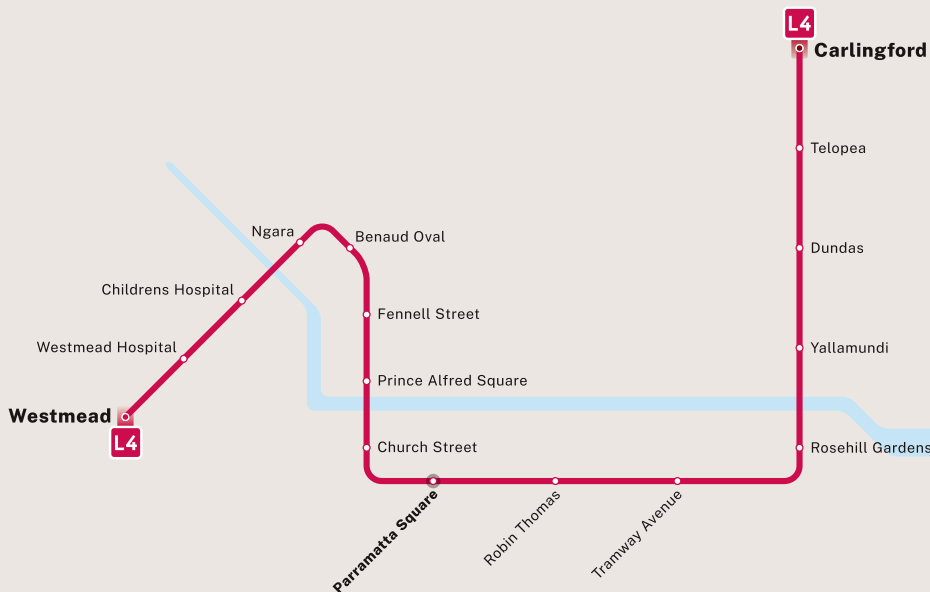 L4
Carlingford
Telopea
Ngara
Benaud Oval
Dundas
Childrens Hospital
Fennell Street
Westmead Hospital
Yallamundi
Prince Alfred Square
Westmead
L4
Church Street
Rosehill Gardens
Parramatta Square
Robin Thomas
Tramway Avenue